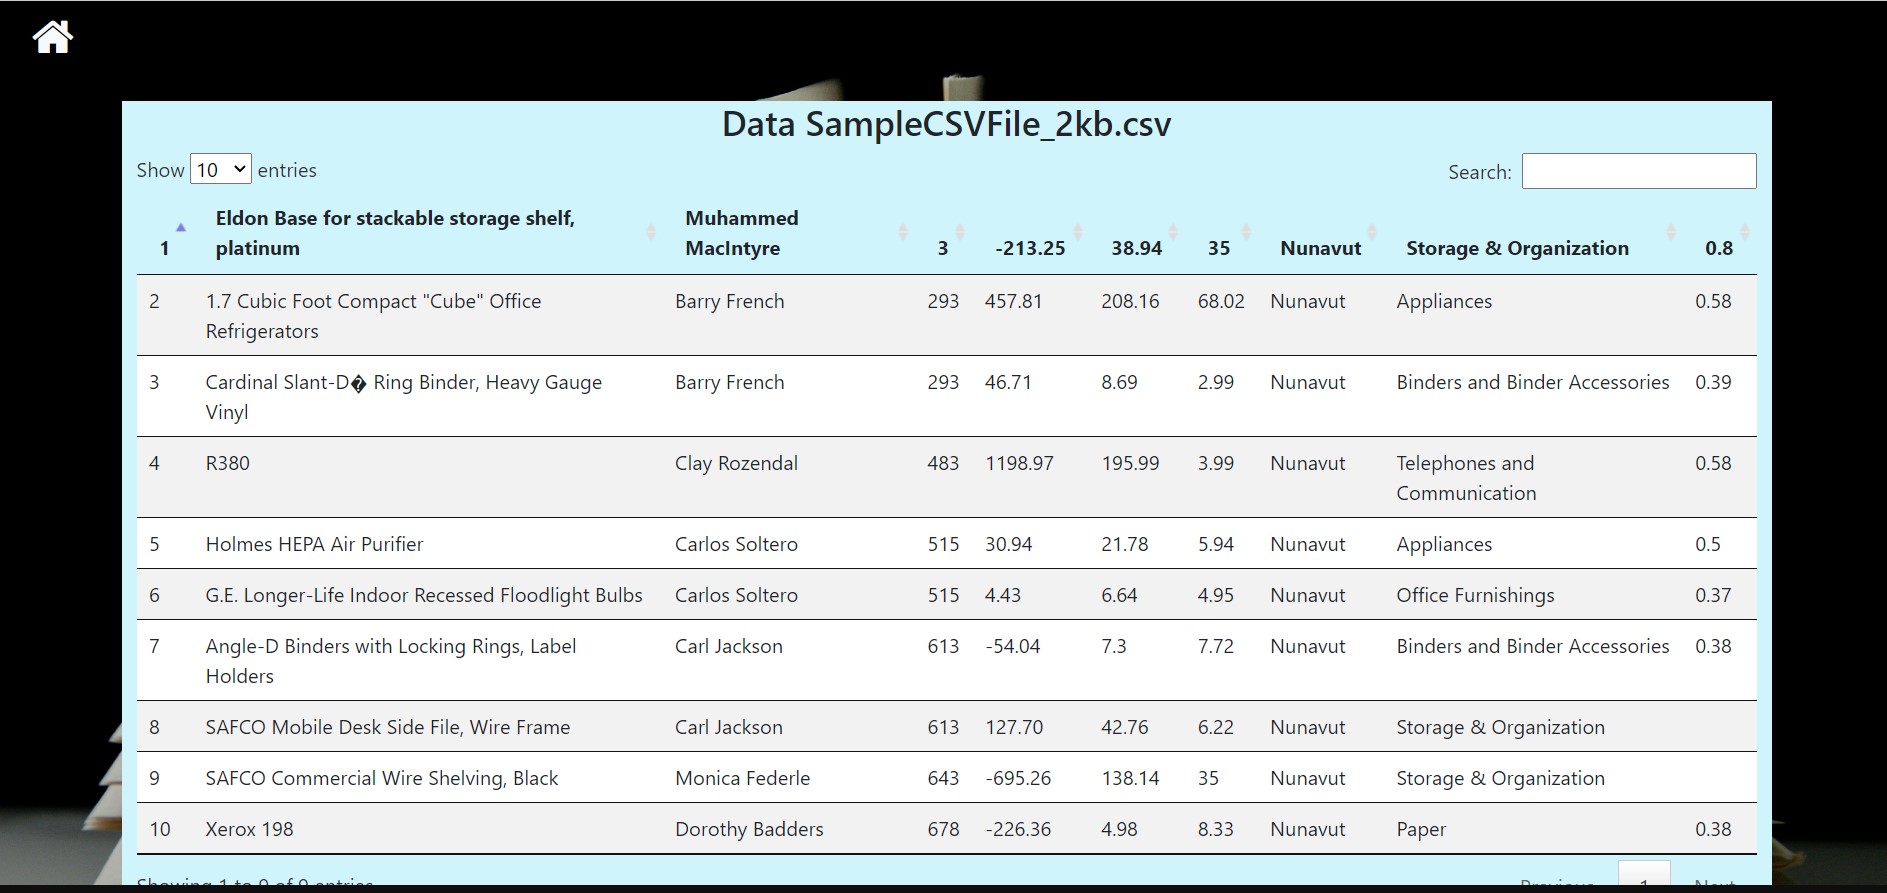 Data SampleCSVFile_2kb.csv
Show 10 entries Search:
1 Eldon Base for stackable storage shelf, platinum Muhammed MacIntyre 3 -213.25 38.94 35 Nunavut Storage & Organization 0.8
2 1.7 Cubic Foot Compact "Cube" Office Refrigerators Barry French 293 457.81 208.16 68.02 Nunavut Appliances 0.58
3 Cardinal Slant-D� Ring Binder, Heavy Gauge Vinyl Barry French 293 46.71 8.69 2.99 Nunavut Binders and Binder Accessories 0.39
4 R380 Clay Rozendal 483 1198.97 195.99 3.99 Nunavut Telephones and Communication 0.58
5 Holmes HEPA Air Purifier Carlos Soltero 515 30.94 21.78 5.94 Nunavut Appliances 0.5
6 G.E. Longer-Life Indoor Recessed Floodlight Bulbs Carlos Soltero 515 4.43 6.64 4.95 Nunavut Office Furnishings 0.37
7 Angle-D Binders with Locking Rings, Label Holders Carl Jackson 613 -54.04 7.3 7.72 Nunavut Binders and Binder Accessories 0.38
8 SAFCO Mobile Desk Side File, Wire Frame Carl Jackson 613 127.70 42.76 6.22 Nunavut Storage & Organization
9 SAFCO Commercial Wire Shelving, Black Monica Federle 643 -695.26 138.14 35 Nunavut Storage & Organization
10 Xerox 198 Dorothy Badders 678 -226.36 4.98 8.33 Nunavut Paper 0.38
Showing 1 to 9 of 9 entries Previous 1 Next